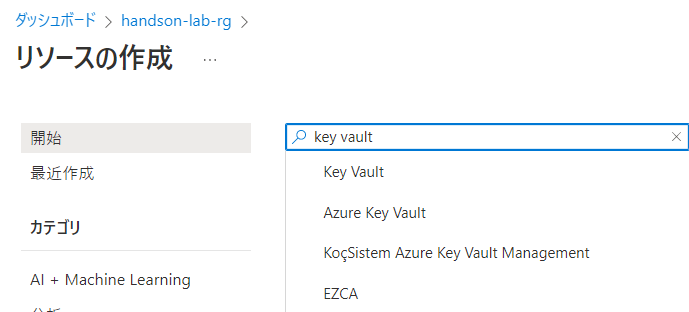 ダッシュボード > handson-lab-rg >
リソースの作成 ...
開始
key vault
最近作成
Key Vault
Azure Key Vault
カテゴリ
KoçSistem Azure Key Vault Management
AI + Machine Learning
EZCA
分析